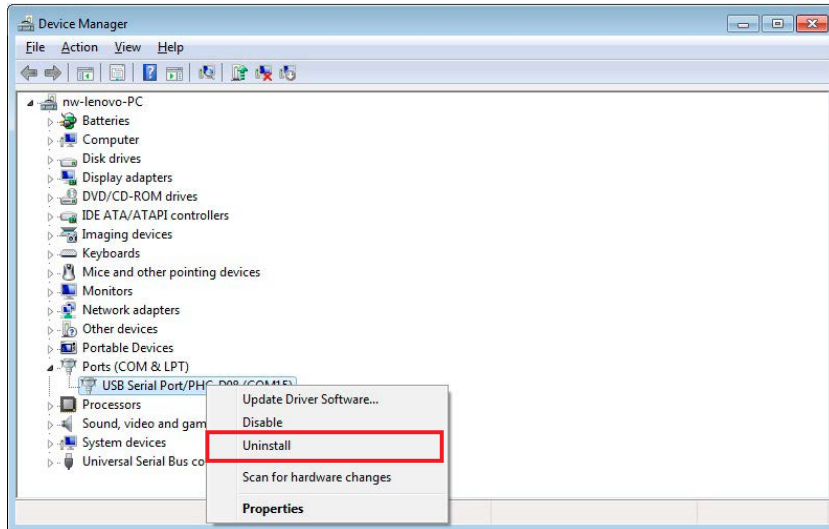 Device Manager
File Action View Help
nw-lenovo-PC
Batteries
Computer
Disk drives
Display adapters
DVD/CD-ROM drives
IDE ATA/ATAPI controllers
Imaging devices
Keyboards
Mice and other pointing devices
Monitors
Network adapters
Other devices
Portable Devices
Ports (COM & LPT)
USB Serial Port/PHC-D08 (COM15)
Processors
Sound, video and gam
System devices
Universal Serial Bus co
Update Driver Software...
Disable
Uninstall
Scan for hardware changes
Properties